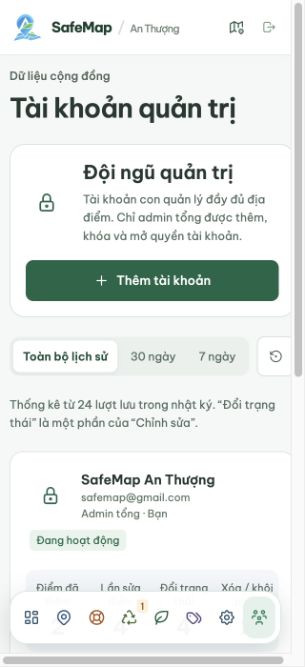 SafeMap / An Thượng
Dữ liệu cộng đồng
Tài khoản quản trị
Đội ngũ quản trị
Tài khoản con quản lý đầy đủ địa
điểm. Chỉ admin tổng được thêm,
khóa và mở quyền tài khoản.
+ Thêm tài khoản
Toàn bộ lịch sử 30 ngày 7 ngày
Thống kê từ 24 lượt lưu trong nhật ký. “Đổi trạng
thái” là một phần của “Chỉnh sửa”.
SafeMap An Thượng
safemap@gmail.com
Admin tổng · Bạn
Đang hoạt động
Điểm đã Lần sửa Đổi trạng Xóa / khôi
1